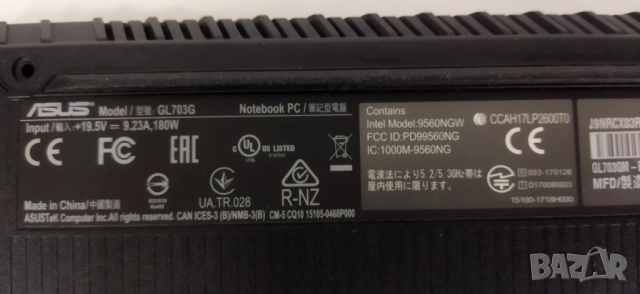 ASUS Model / 型號: GL703G Notebook PC / 筆記型電腦
Input / 輸入: +19.5V⎓9.23A,180W
CE FC EAC C UL US LISTED
UA.TR.028
R-NZ
Made in China/中國製造
ASUSTeK Computer Inc.All rights reserved. CAN ICES-3 (B)/NMB-3(B) CM-5 CQ10 15105-0460P000
Contains
Intel Model:9560NGW
FCC ID:PD99560NG
IC:1000M-9560NG
CCAH17LP2600T0
CE
電波法により5.2/5.3GHz帯は
屋内使用に限ります。
R 003-170126
T D170080003
15100-1718H000
J9NRCX03R
GL703GM-
MFD/製造
BAZAR